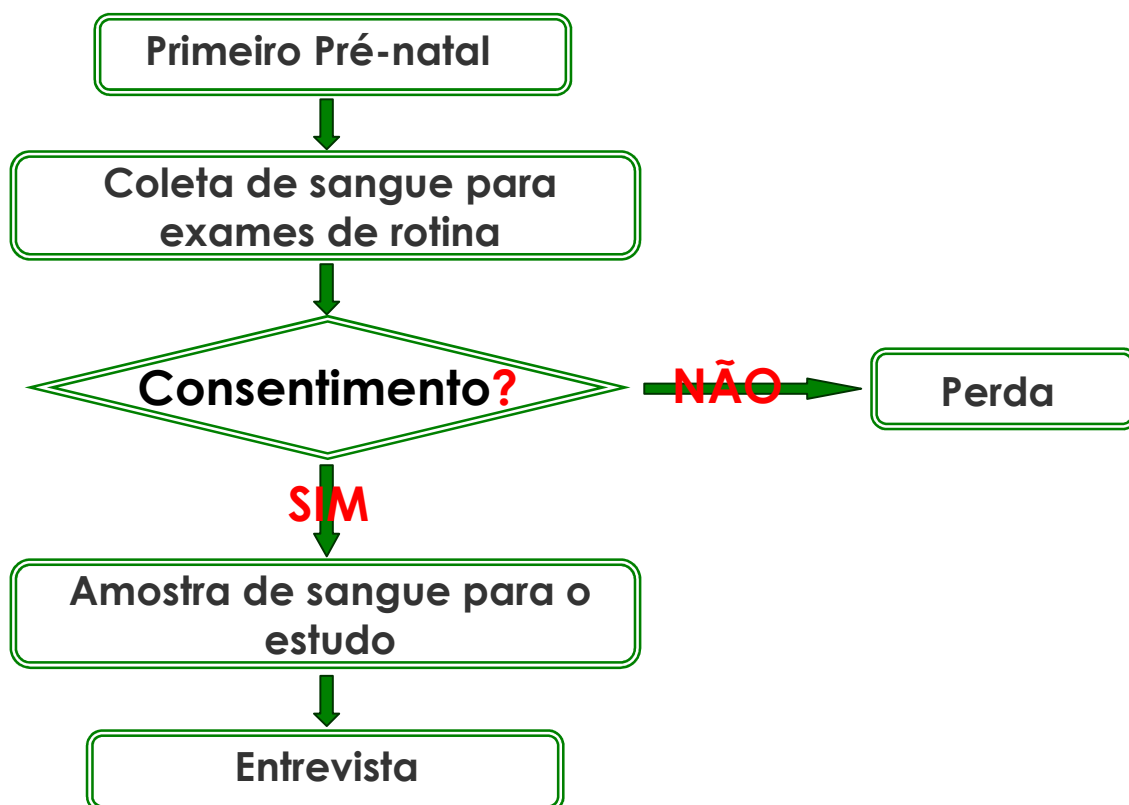 Primeiro Pré-natal
Coleta de sangue para
exames de rotina
Consentimento?
NÃO
Perda
SIM
Amostra de sangue para o
estudo
Entrevista